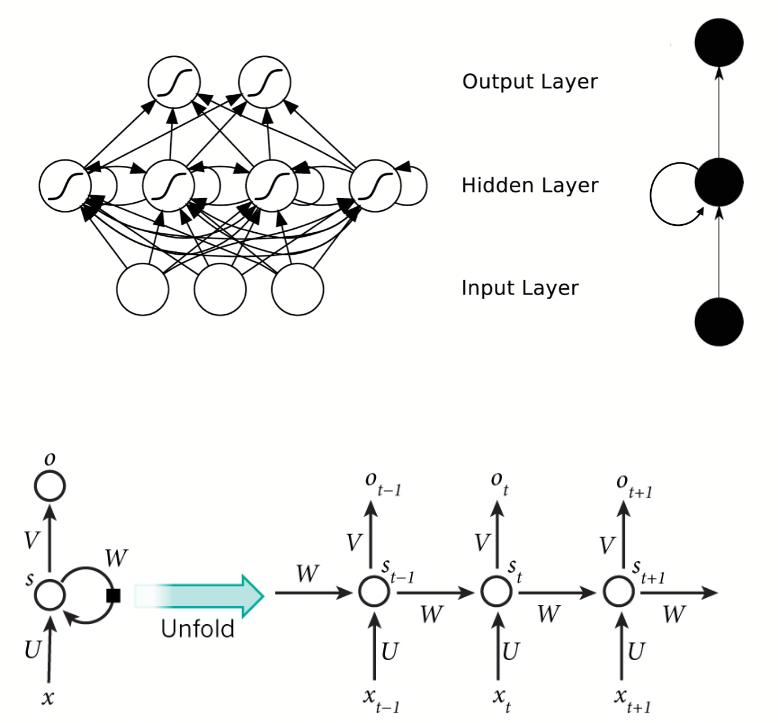 Output Layer
Hidden Layer
Input Layer
o
V
s
W
U
x
Unfold
o_{t-1} o_t o_{t+1}
V V V
W s_{t-1} s_t s_{t+1}
W W W
U U U
x_{t-1} x_t x_{t+1}